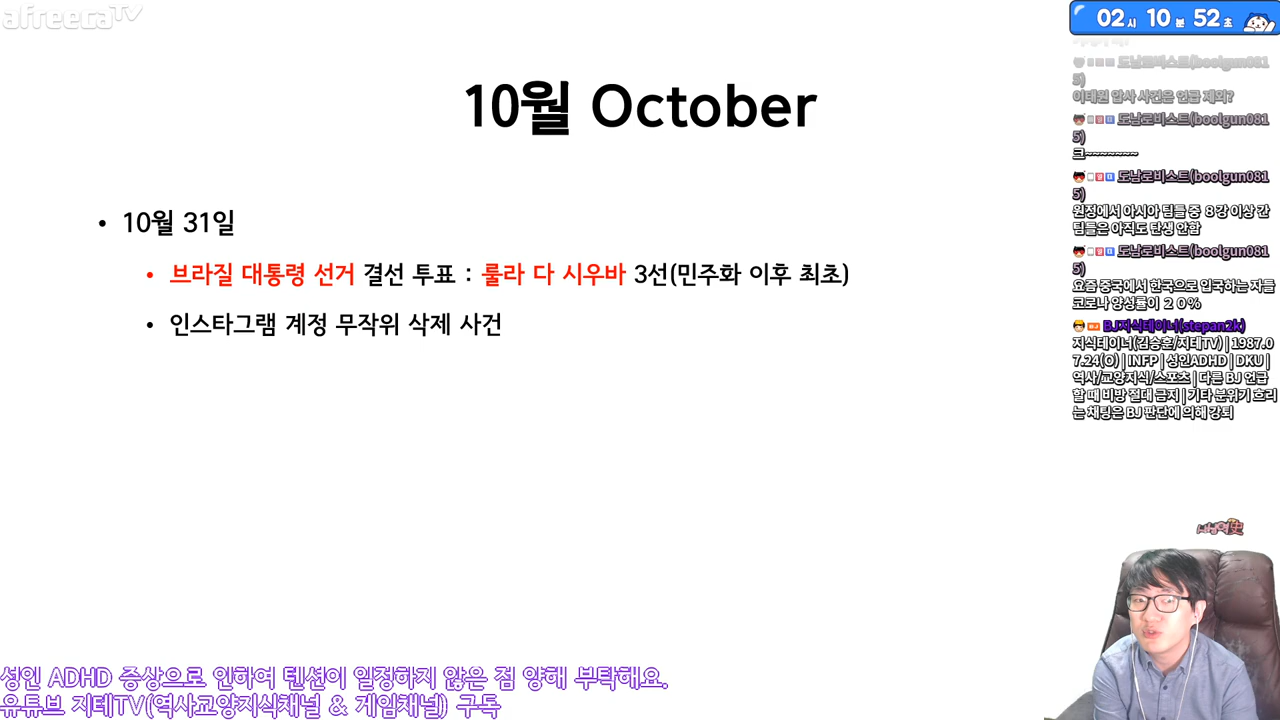 afreecaTV
02시 10분 52초
10월 October
• 10월 31일
• 브라질 대통령 선거 결선 투표 : 룰라 다 시우바 3선(민주화 이후 최초)
• 인스타그램 계정 무작위 삭제 사건
도남로비스트(boolgun081
5)
이태원 압사 사건은 언급 제외?
도남로비스트(boolgun081
5)
크~~~~~~~
도남로비스트(boolgun081
5)
원정에서 아시아 팀들 중 8강 이상 간
팀들은 아직도 탄생 안함
도남로비스트(boolgun081
5)
요즘 중국에서 한국으로 입국하는 자들
코로나 양성률이 20%
BJ지식테이너(stepan2k)
지식테이너(김승훈/지테TV) | 1987.0
7.24(O) | INFP | 성인ADHD | DKU |
역사/교양지식/스포츠 | 다른 BJ 언급
할 때 비방 절대 금지 | 기타 분위기 흐리
는 채팅은 BJ 판단에 의해 강퇴
성인 ADHD 증상으로 인하여 텐션이 일정하지 않은 점 양해 부탁해요.
유튜브 지테TV(역사교양지식채널 & 게임채널) 구독